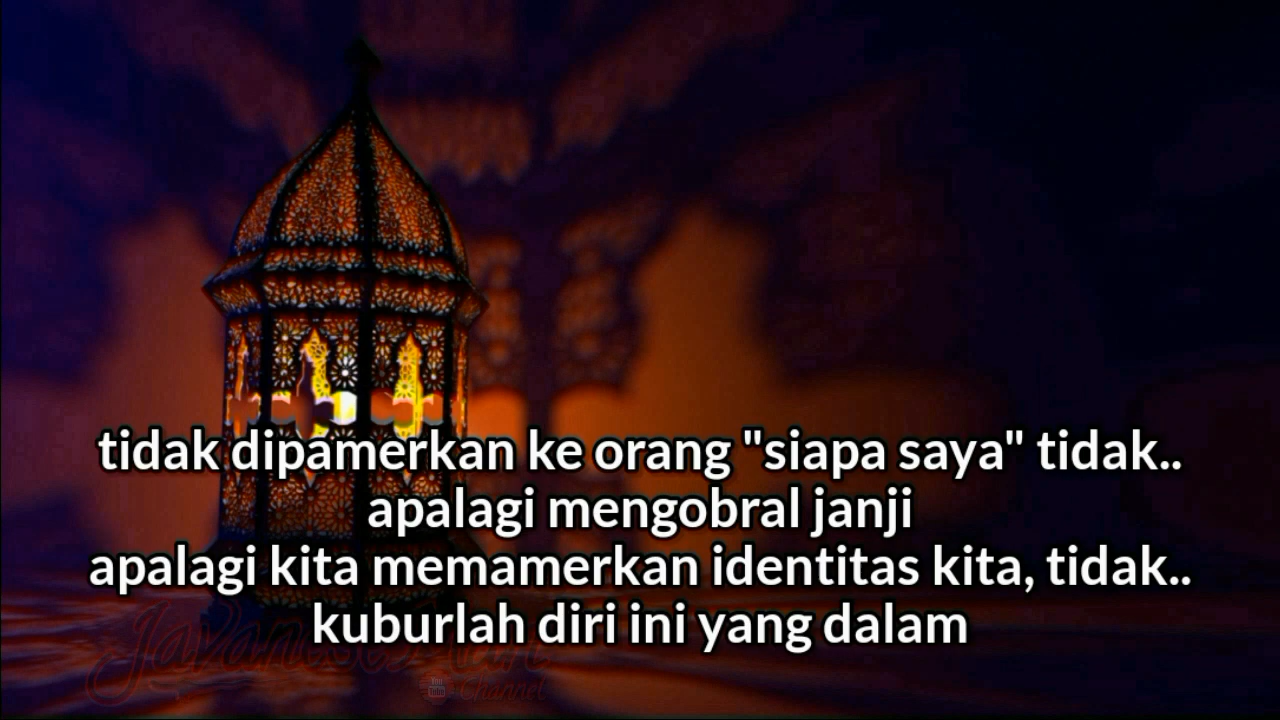 tidak dipamerkan ke orang "siapa saya" tidak..
apalagi mengobral janji
apalagi kita memamerkan identitas kita, tidak..
kuburlah diri ini yang dalam
Channel